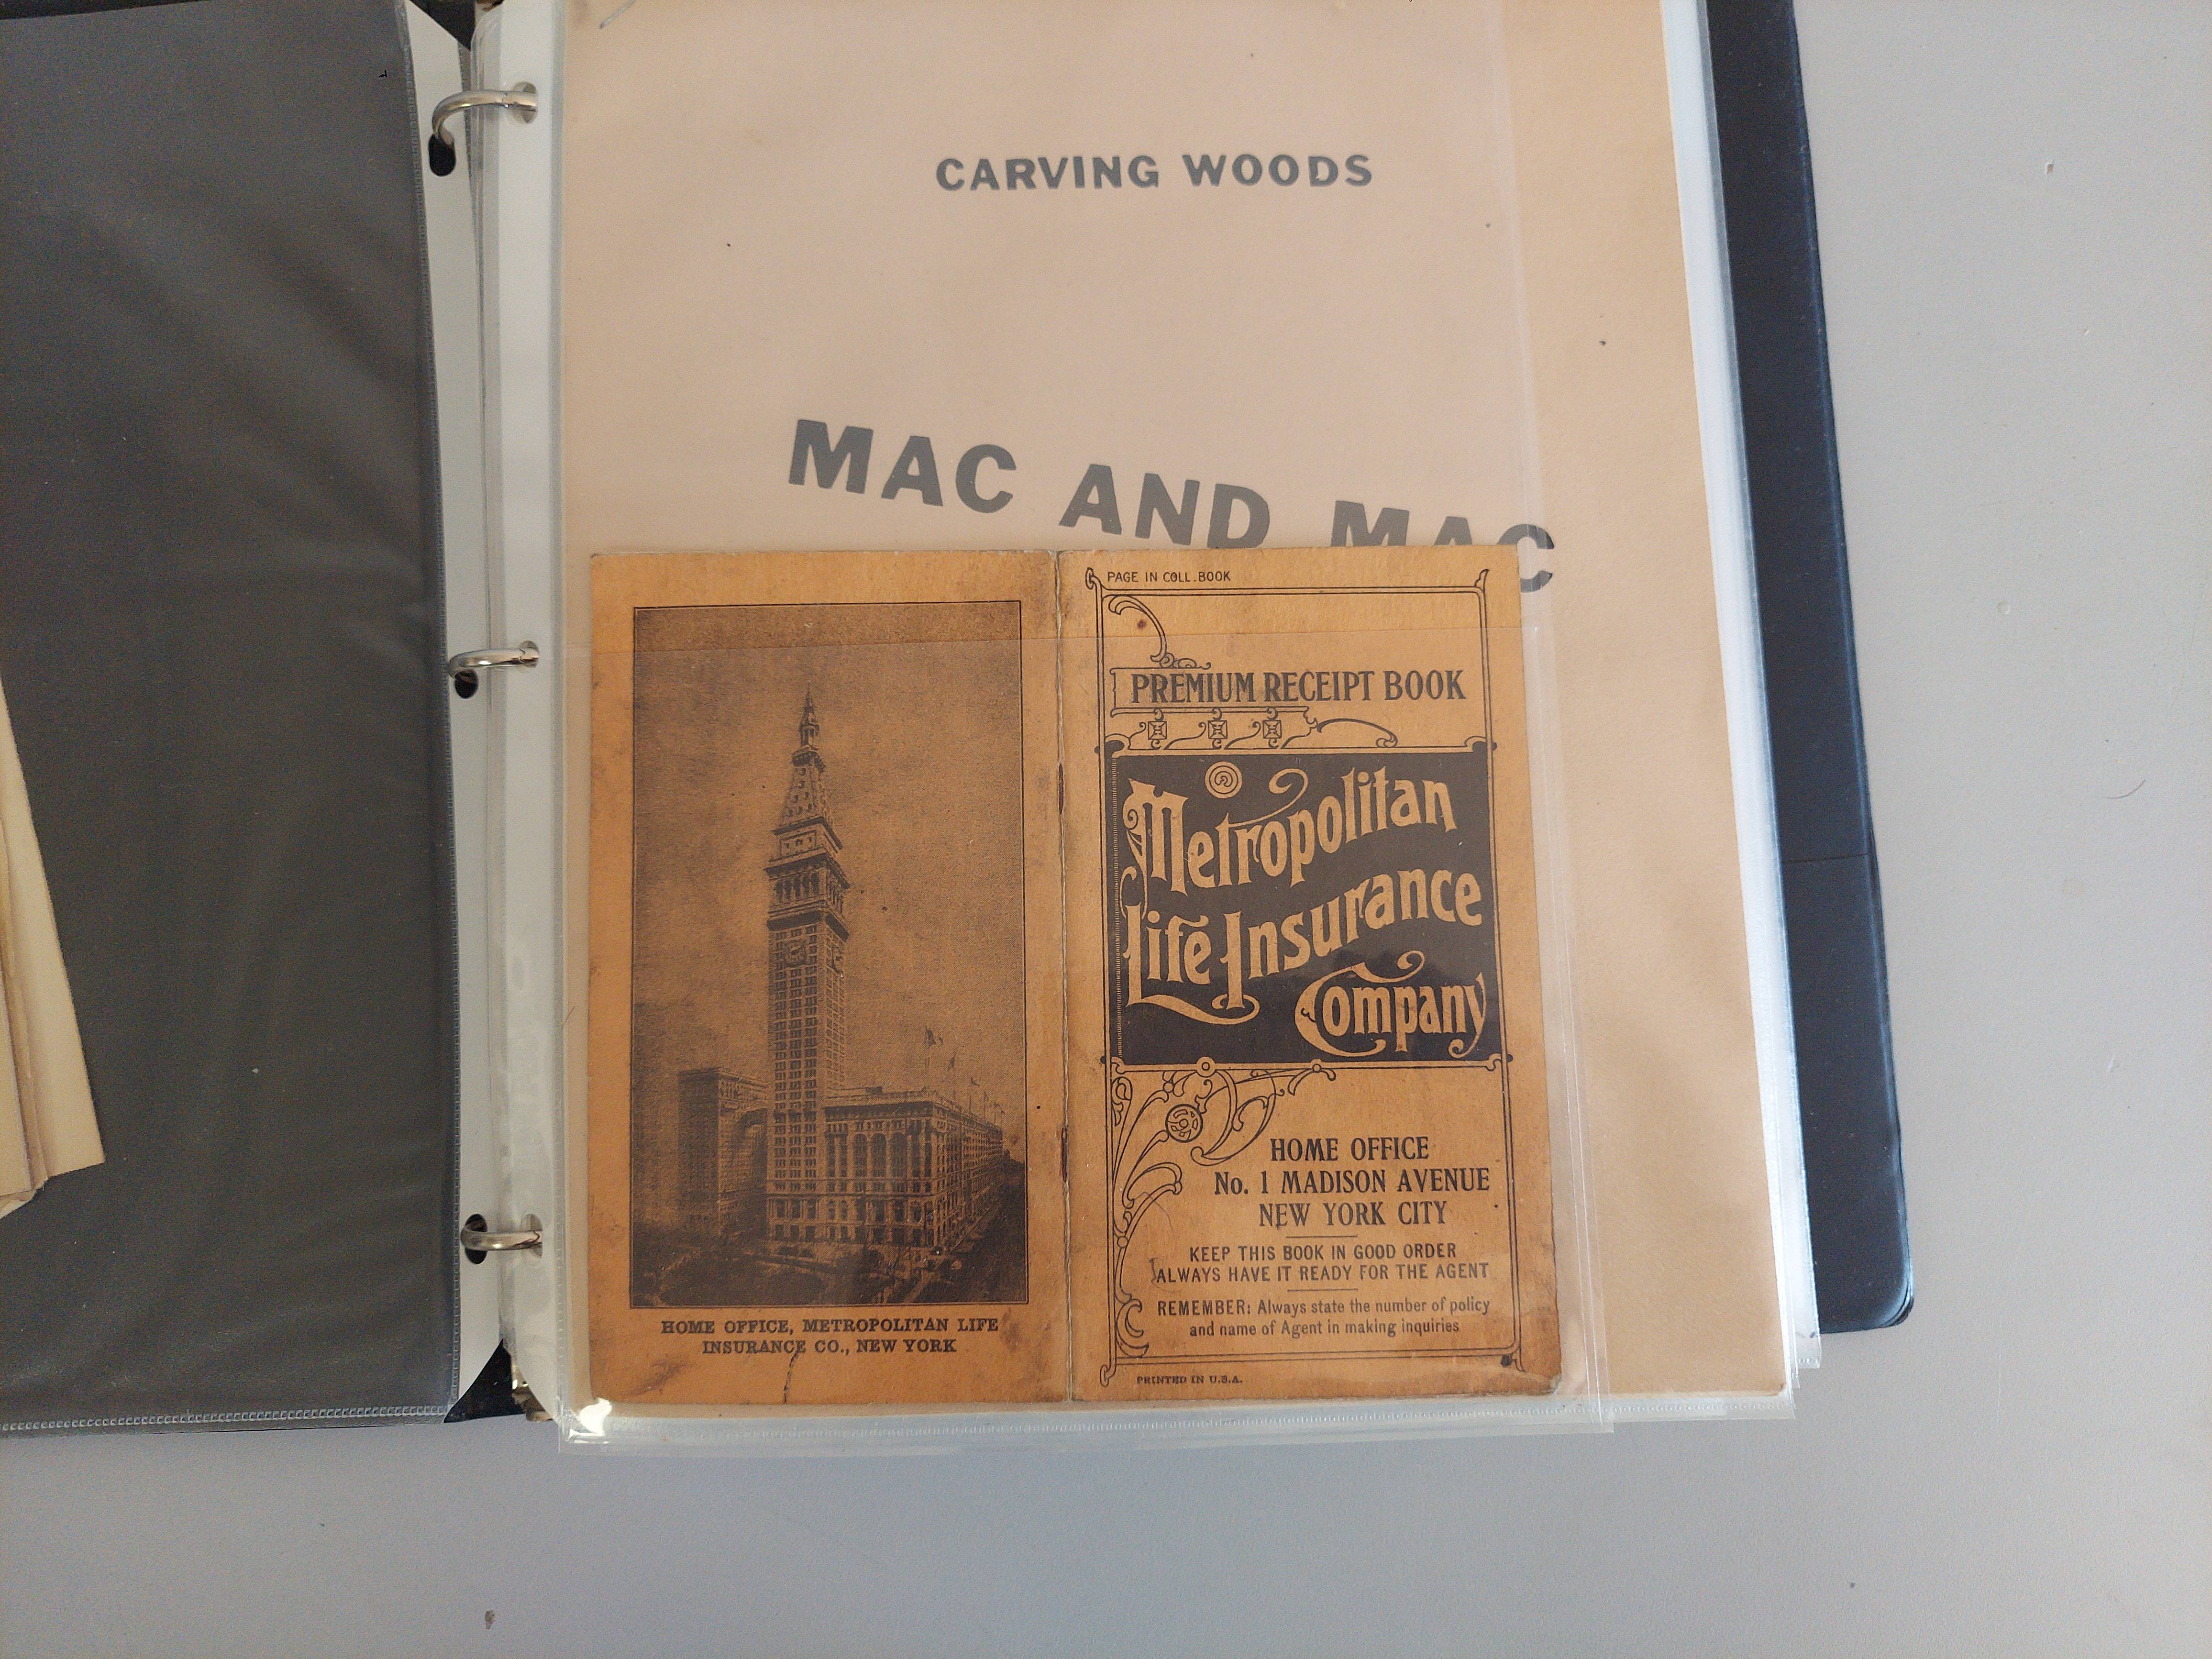 CARVING WOODS
MAC AND MAC
HOME OFFICE, METROPOLITAN LIFE
INSURANCE CO., NEW YORK
PAGE IN COLL. BOOK
PREMIUM RECEIPT BOOK
Metropolitan
Life Insurance
Company
HOME OFFICE
No. 1 MADISON AVENUE
NEW YORK CITY
KEEP THIS BOOK IN GOOD ORDER
ALWAYS HAVE IT READY FOR THE AGENT
REMEMBER: Always state the number of policy
and name of Agent in making inquiries
PRINTED IN U.S.A.